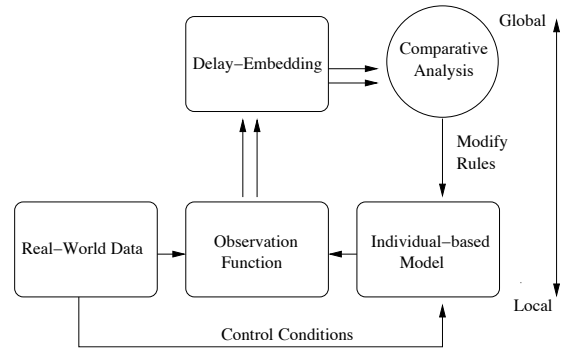 Global
Delay−Embedding
Comparative
Analysis
Modify
Rules
Real−World Data
Observation
Function
Individual−based
Model
Local
Control Conditions